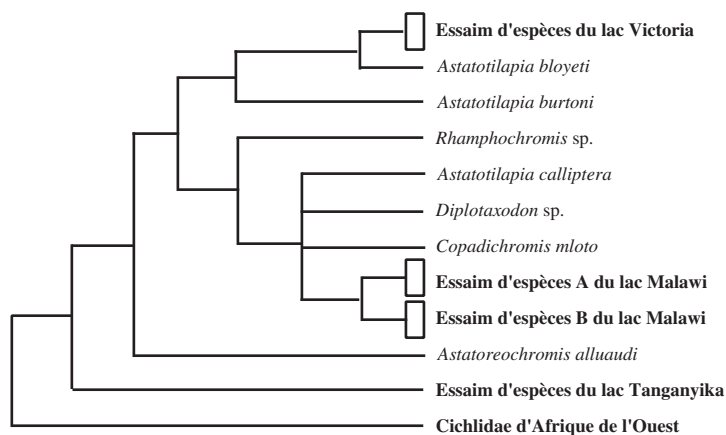 Essaim d'espèces du lac Victoria
Astatotilapia bloyeti
Astatotilapia burtoni
Rhamphochromis sp.
Astatotilapia calliptera
Diplotaxodon sp.
Copadichromis mloto
Essaim d'espèces A du lac Malawi
Essaim d'espèces B du lac Malawi
Astatoreochromis alluaudi
Essaim d'espèces du lac Tanganyika
Cichlidae d'Afrique de l'Ouest